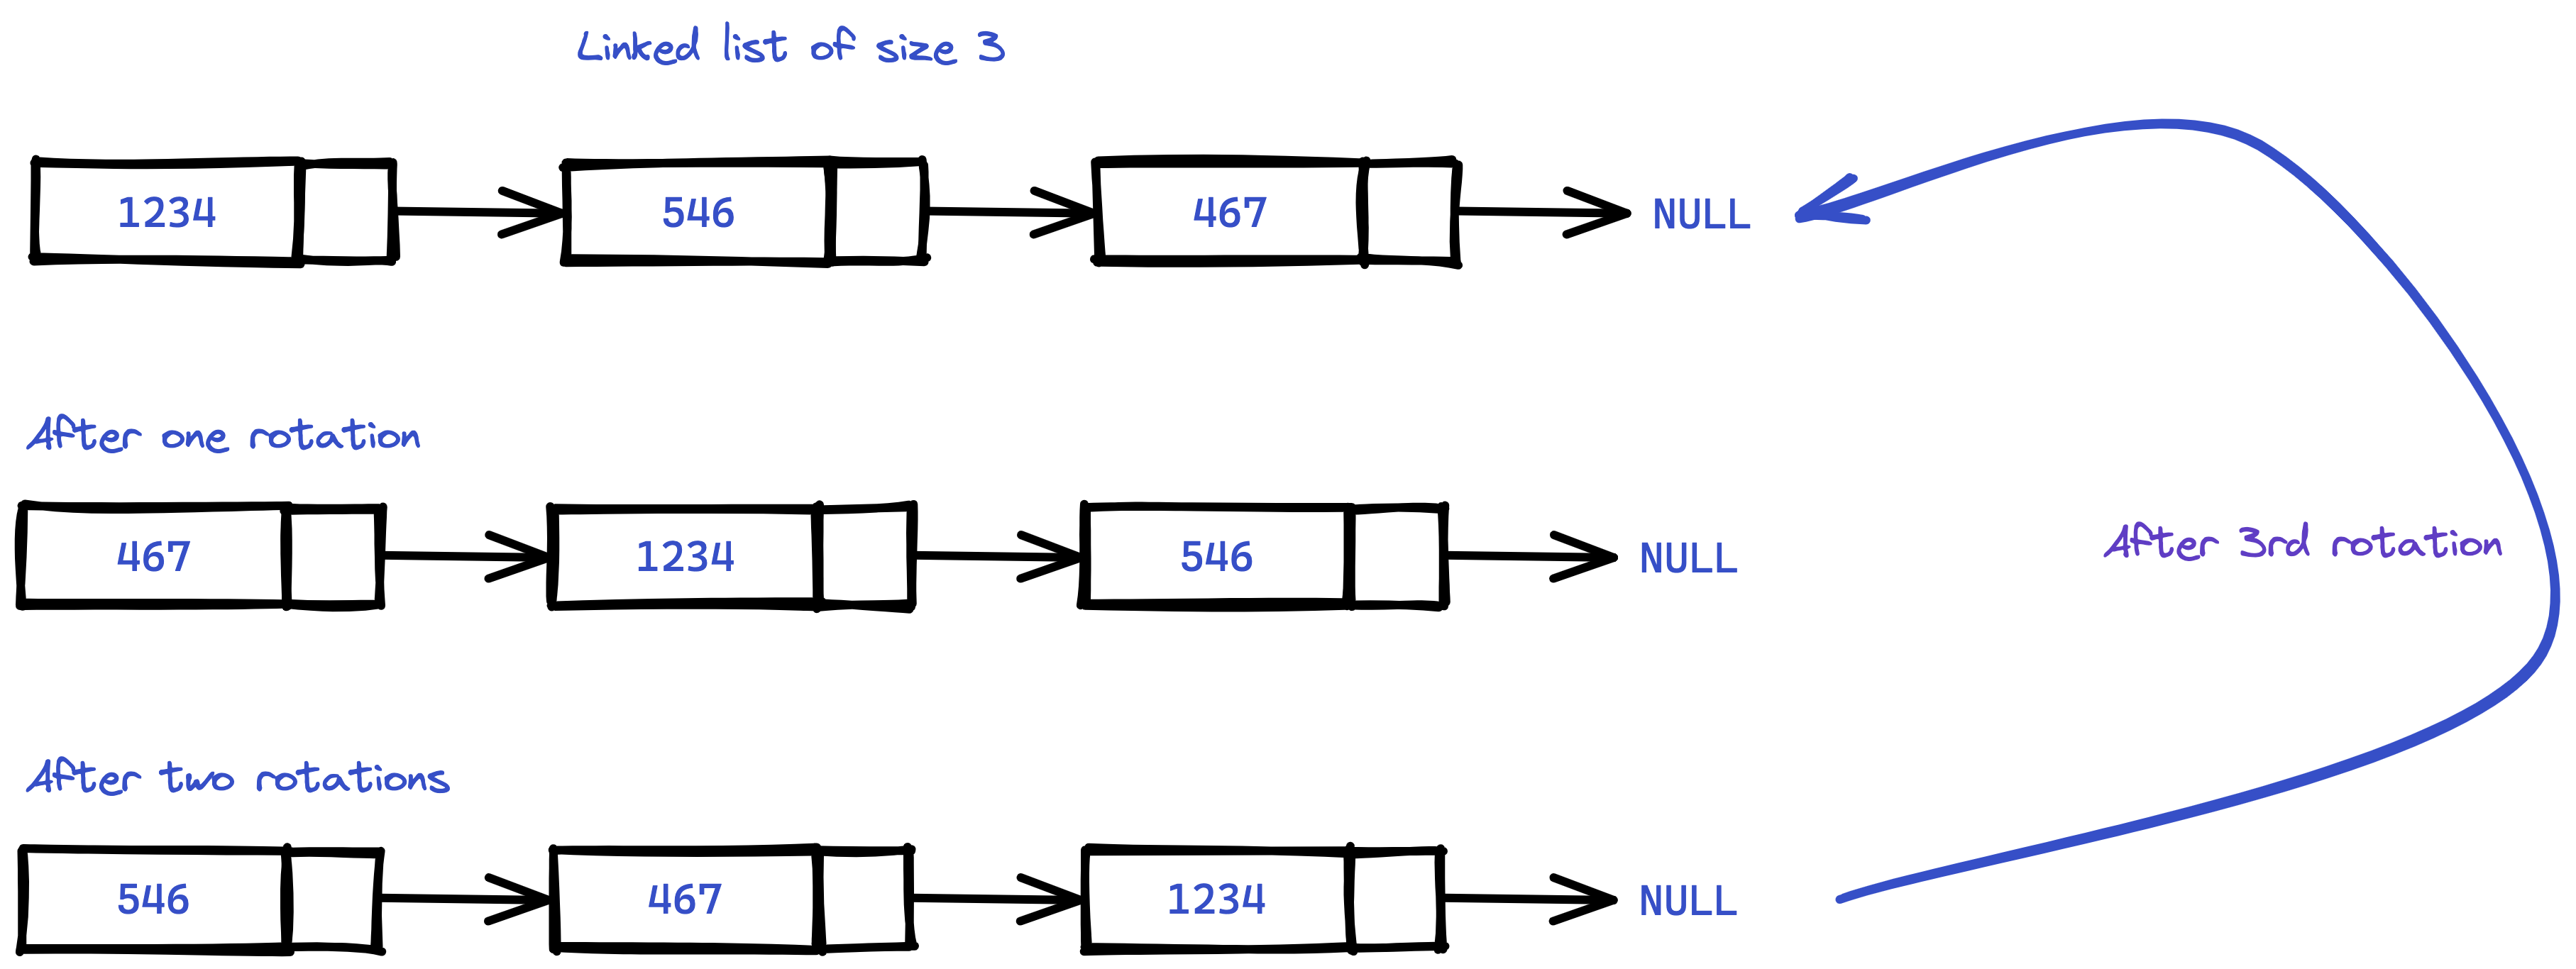 Linked list of size 3
1234 546 467 NULL
After one rotation
467 1234 546 NULL
After 3rd rotation
After two rotations
546 467 1234 NULL